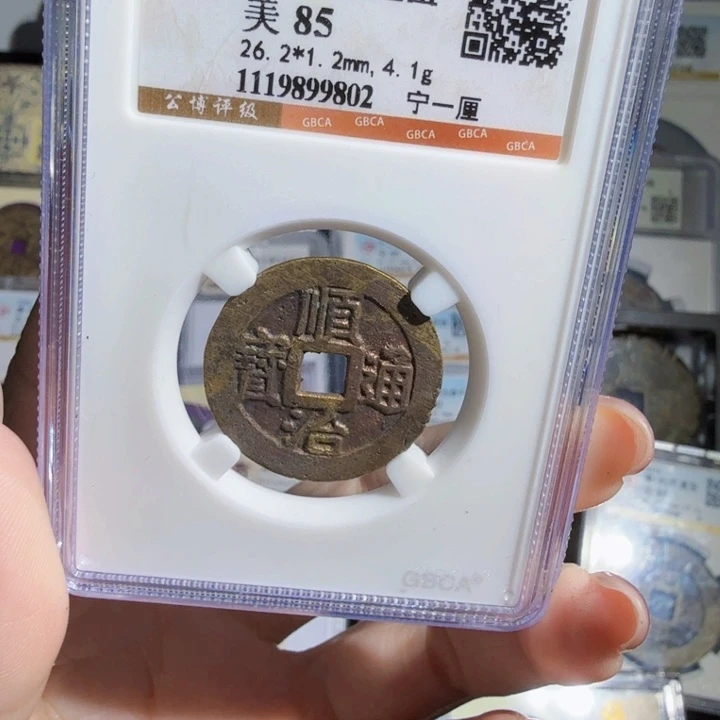 美 85
26.2*1.2mm, 4.1g
1119899802 宁一厘
公博评级 GBCA GBCA GBCA GBCA GBCA
順
寶 通
治
GBCA®